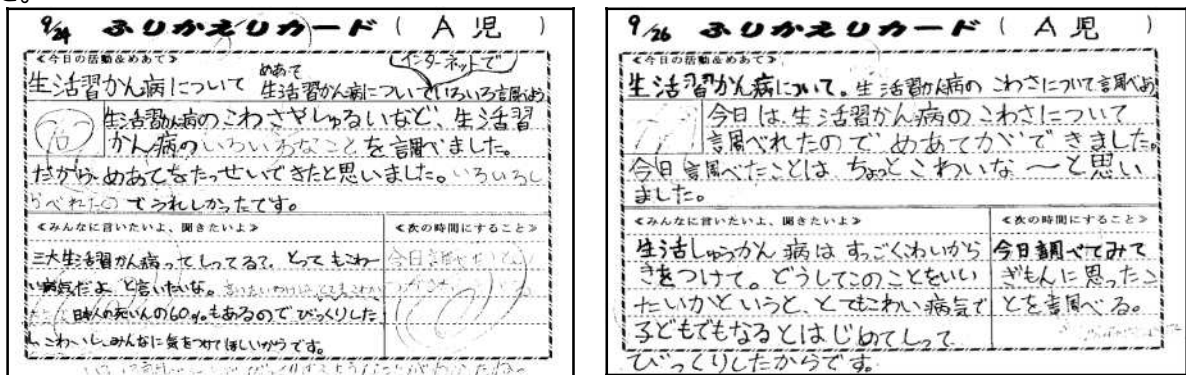 る。
9/24 ふりかえりカード ( A 児 )
<今日の活動&めあて>
(インターネットで)
生活習かん病について
めあて
生活習かん病についていろいろ調べよう
生活習かん病のこわさやしゅるいなど、生活習
かん病のいろいろなことを調べました。
だから めあてをたっせいできたと思いました。いろいろし
らべれたの でうれしかったです。
<みんなに言いたいよ、聞きたいよ>
三大生活習かん病ってしってる?、とってもこわー
い病気だよ と言いたいな。
日本人の死いんの60%もあるのでびっくりした
し、こわーいし、みんなに気をつけてほしいからです。
<次の時間にすること>
9/26 ふりかえりカード ( A 児 )
<今日の活動&めあて>
生活習かん病について。生活習かん病の こわさについて調べよう
今日は、生活習かん病のこわさについて
調べれたので めあてが できました。
今日 調べたことは、ちょっとこわいな〜と思い
ました。
<みんなに言いたいよ、聞きたいよ>
生活しゅうかん病は すっごくこわいから
きをつけて。どうしてこのことをいい
たいかというと、とてもこわい病気で
子どもでもなるとはじめてしって
びっくりしたからです。
<次の時間にすること>
今日調べてみて
ぎもんに思ったこ
とを調べる。